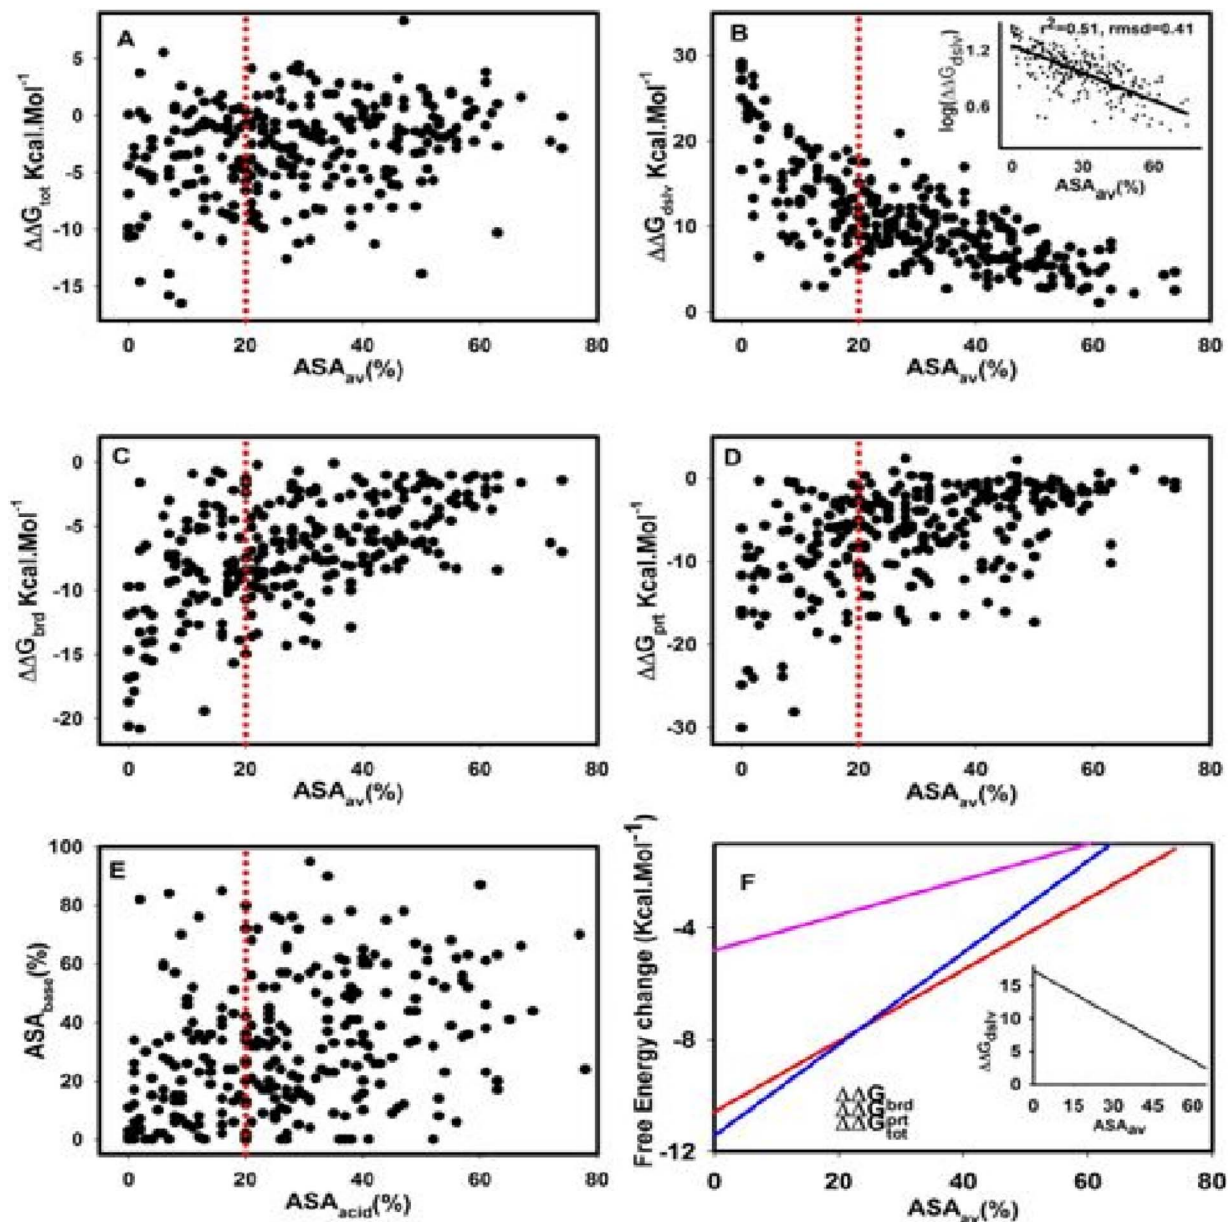 A
ΔΔGtot Kcal.Mol-1
5
0
-5
-10
-15
0 20 40 60 80
ASAav(%)
B
ΔΔGdslv Kcal.Mol-1
30
20
10
0
0 20 40 60 80
ASAav(%)
r2=0.51, rmsd=0.41
log(ΔΔGdslv)
1.2
0.6
0 30 60
ASAav(%)
C
ΔΔGbrd Kcal.Mol-1
0
-5
-10
-15
-20
0 20 40 60 80
ASAav(%)
D
ΔΔGprt Kcal.Mol-1
0
-10
-20
-30
0 20 40 60 80
ASAav(%)
E
ASAbase(%)
100
80
60
40
20
0
0 20 40 60 80
ASAacid(%)
F
Free Energy change (Kcal.Mol-1)
-4
-8
-12
0 20 40 60 80
ASAav(%)
ΔΔGbrd
ΔΔGprt
ΔΔGtot
ΔΔGdslv
15
10
5
0
0 15 30 45 60
ASAav